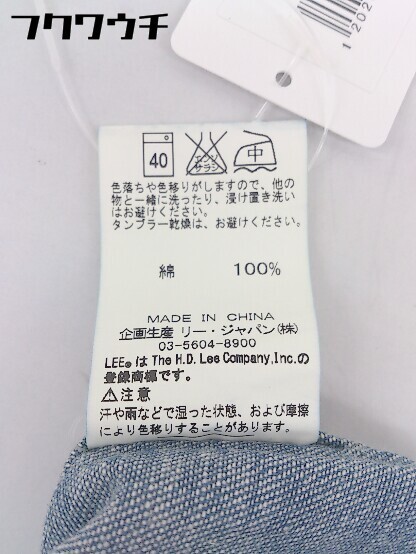 フクワウチ
1202
40
エンソ
サラシ
中
色落ちや色移りがしますので、他の
物と一緒に洗ったり、浸け置き洗い
はお避けください。
タンブラー乾燥は、お避けください。
綿 100%
MADE IN CHINA
企画生産 リー・ジャパン(株)
03-5604-8900
LEE®は The H.D. Lee Company,Inc.の
登録商標です。
⚠注意
汗や雨などで湿った状態、および摩擦
により色移りすることがあります。